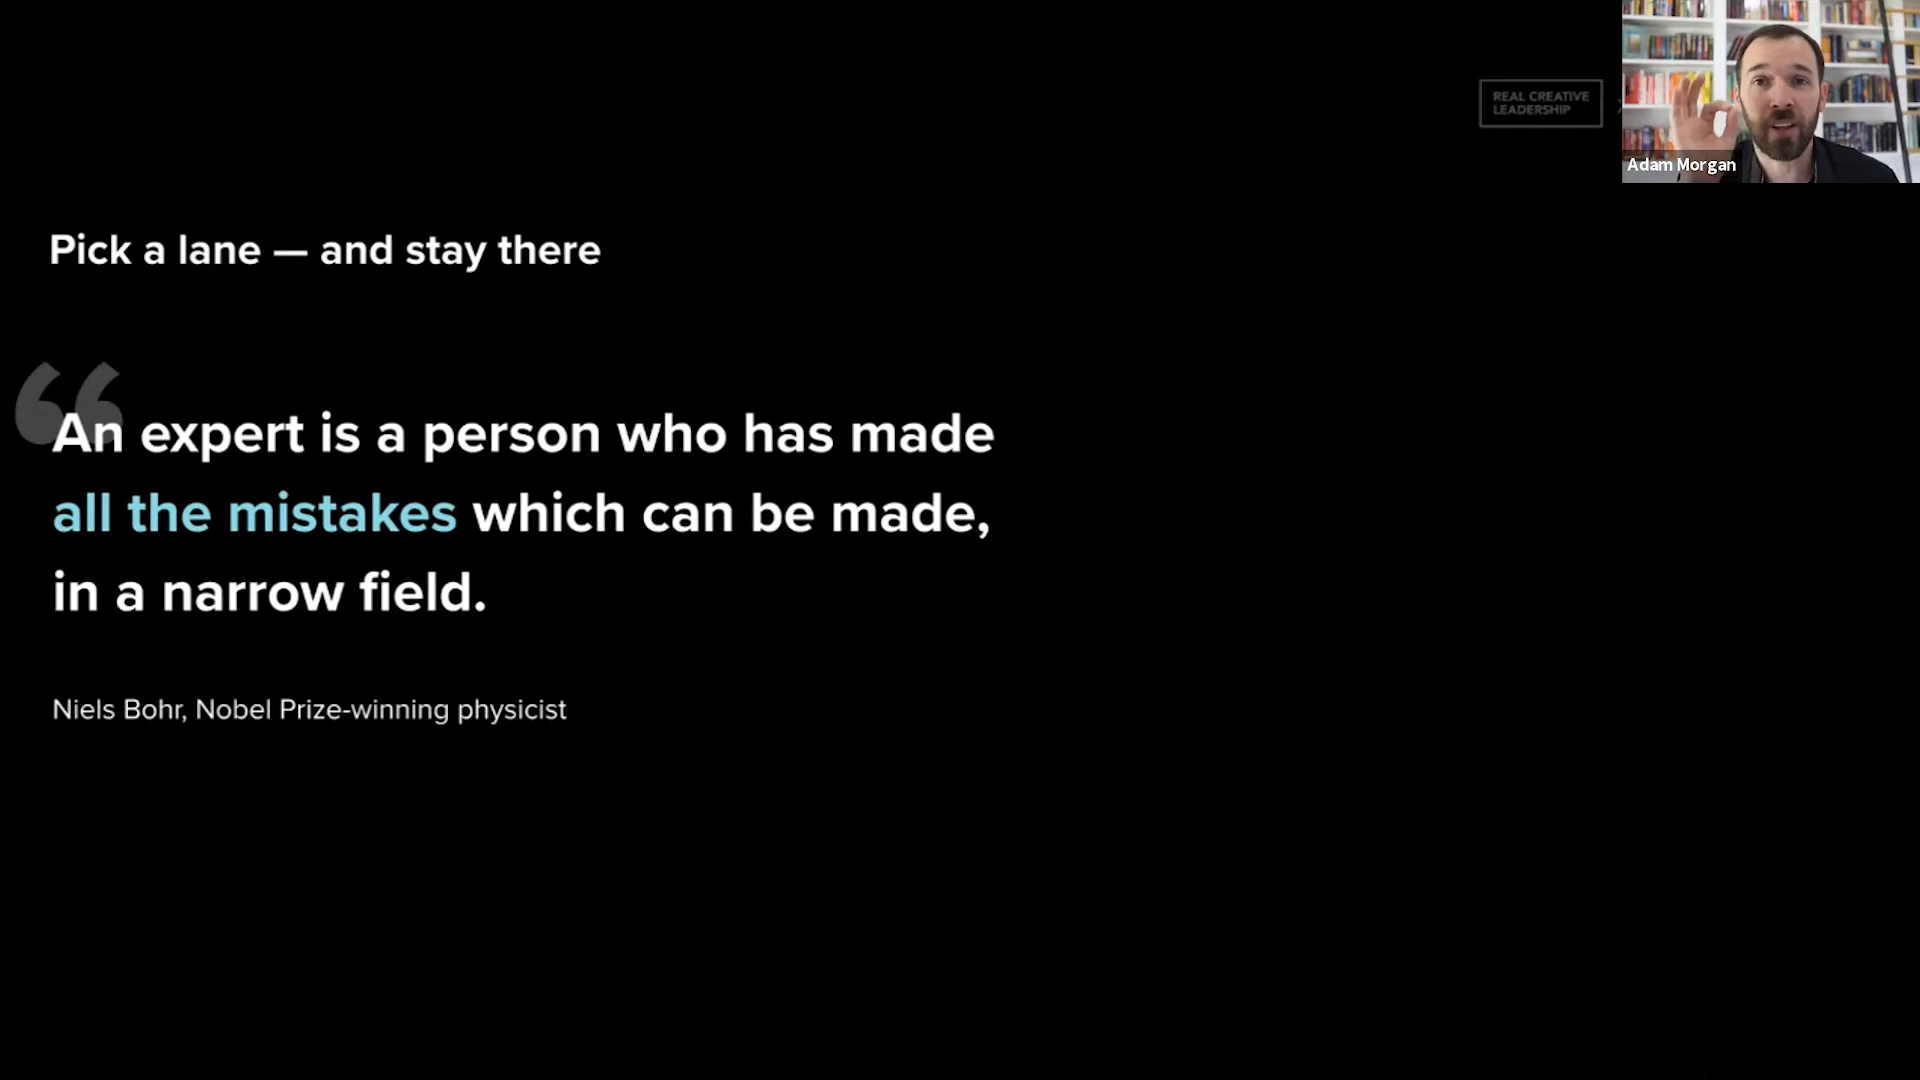 REAL CREATIVE
LEADERSHIP
Adam Morgan
Pick a lane — and stay there
“
An expert is a person who has made
all the mistakes which can be made,
in a narrow field.
Niels Bohr, Nobel Prize-winning physicist